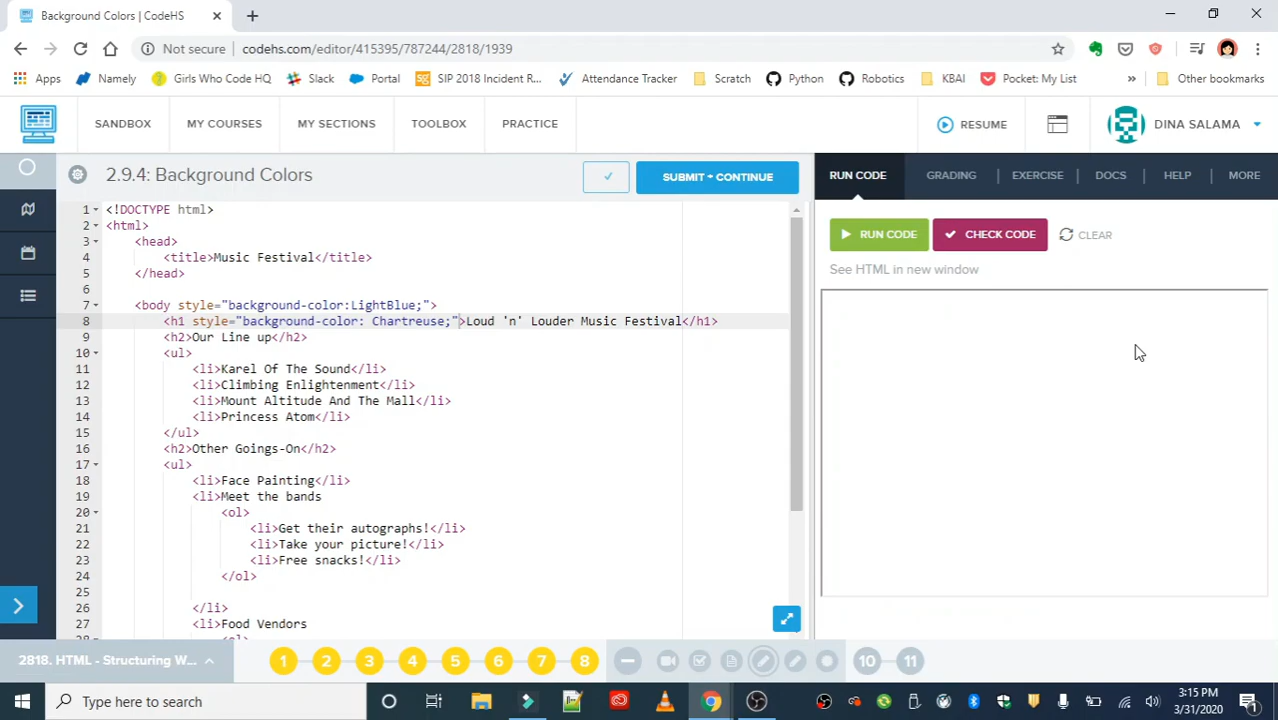 Background Colors | CodeHS
Not secure | codehs.com/editor/415395/787244/2818/1939
Apps Namely Girls Who Code HQ Slack Portal SIP 2018 Incident R... Attendance Tracker Scratch Python Robotics KBAI Pocket: My List » Other bookmarks
SANDBOX MY COURSES MY SECTIONS TOOLBOX PRACTICE RESUME DINA SALAMA
2.9.4: Background Colors SUBMIT + CONTINUE RUN CODE GRADING EXERCISE DOCS HELP MORE
RUN CODE CHECK CODE CLEAR
See HTML in new window
1 <!DOCTYPE html>
2 <html>
3 <head>
4 <title>Music Festival</title>
5 </head>
6
7 <body style="background-color:LightBlue;">
8 <h1 style="background-color: Chartreuse;">Loud 'n' Louder Music Festival</h1>
9 <h2>Our Line up</h2>
10 <ul>
11 <li>Karel Of The Sound</li>
12 <li>Climbing Enlightenment</li>
13 <li>Mount Altitude And The Mall</li>
14 <li>Princess Atom</li>
15 </ul>
16 <h2>Other Goings-On</h2>
17 <ul>
18 <li>Face Painting</li>
19 <li>Meet the bands
20 <ol>
21 <li>Get their autographs!</li>
22 <li>Take your picture!</li>
23 <li>Free snacks!</li>
24 </ol>
25
26 </li>
27 <li>Food Vendors
28 <ol>
2818. HTML - Structuring W... 1 2 3 4 5 6 7 8 10 11
Type here to search 3:15 PM
3/31/2020
1